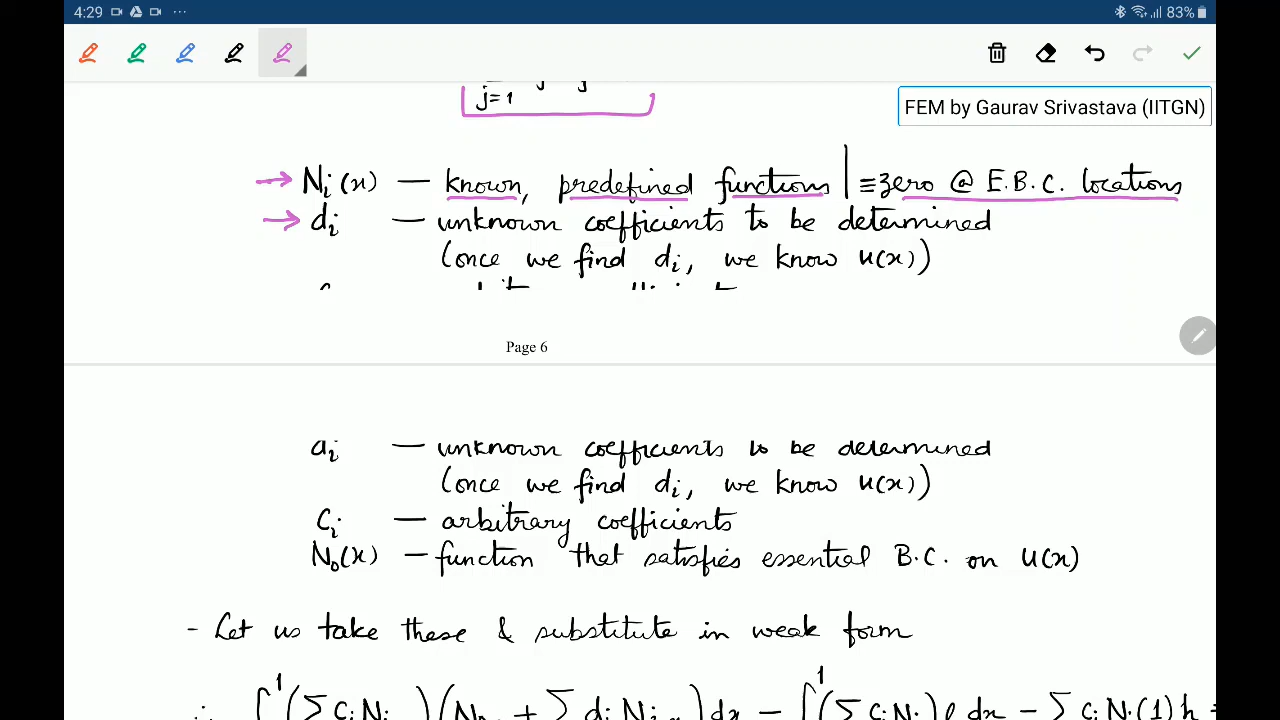 4:29 ... 83%
j=1
FEM by Gaurav Srivastava (IITGN)
→ Nᵢ(x) — known, predefined functions | ≡zero @ E.B.C. locations
→ dᵢ — unknown coefficients to be determined
(once we find dᵢ, we know u(x))
Page 6
dᵢ — unknown coefficients to be determined
(once we find dᵢ, we know u(x))
Cᵢ — arbitrary coefficients
N₀(x) — function that satisfies essential B.C. on u(x)
- Let us take these & substitute in weak form